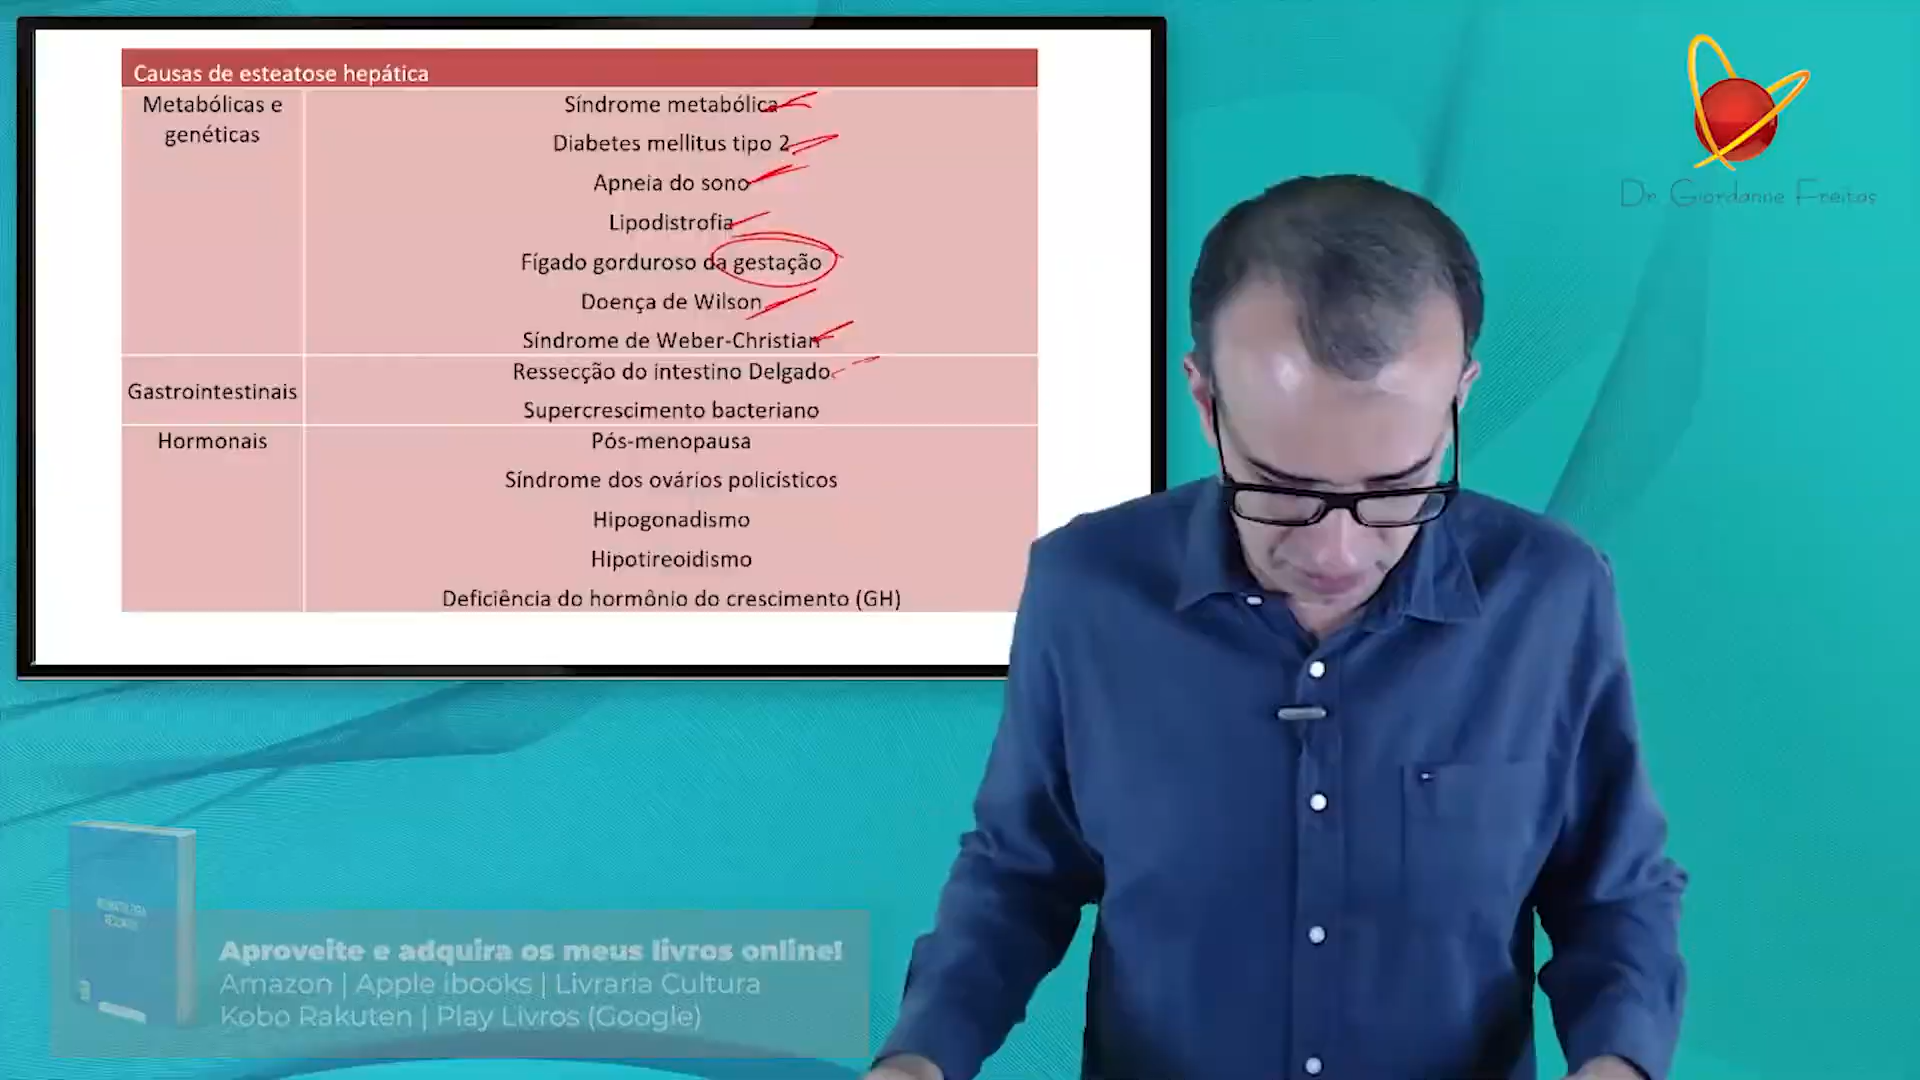 Causas de esteatose hepática
Metabólicas e
genéticas
Síndrome metabólica
Diabetes mellitus tipo 2
Apneia do sono
Lipodistrofia
Fígado gorduroso da gestação
Doença de Wilson
Síndrome de Weber-Christian
Gastrointestinais
Ressecção do intestino Delgado
Supercrescimento bacteriano
Hormonais
Pós-menopausa
Síndrome dos ovários policísticos
Hipogonadismo
Hipotireoidismo
Deficiência do hormônio do crescimento (GH)
Dr. Giordanne Freitas
Aproveite e adquira os meus livros online!
Amazon | Apple ibooks | Livraria Cultura
Kobo Rakuten | Play Livros (Google)